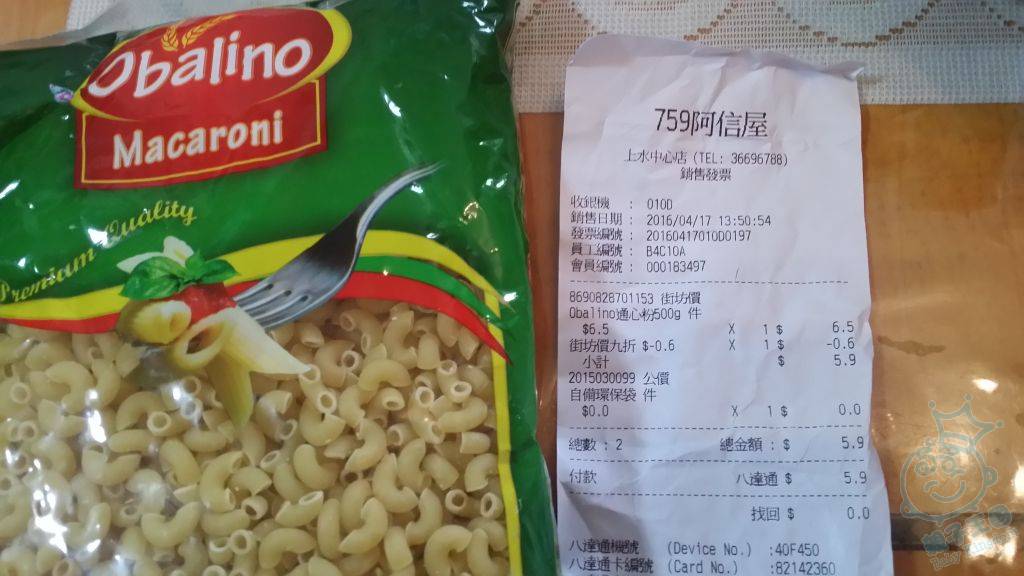 Obalino
Macaroni
Premium Quality
759阿信屋
上水中心店 (TEL: 36696788)
銷售發票
收銀機 : 010D
銷售日期 : 2016/04/17 13:50:54
發票編號 : 20160417010D0197
員工編號 : B4C10A
會員編號 : 000183497
8690828701153 街坊價
Obalino通心粉500g 件
$6.5 X 1 $ 6.5
街坊價九折 $-0.6 X 1 $ -0.6
小計 $ 5.9
2015030099 公價
自備環保袋 件
$0.0 X 1 $ 0.0
總數 : 2 總金額 : $ 5.9
付款 八達通 $ 5.9
找回 $ 0.0
八達通機號 (Device No.) :40F450
八達通卡編號 (Card No.) :82142360